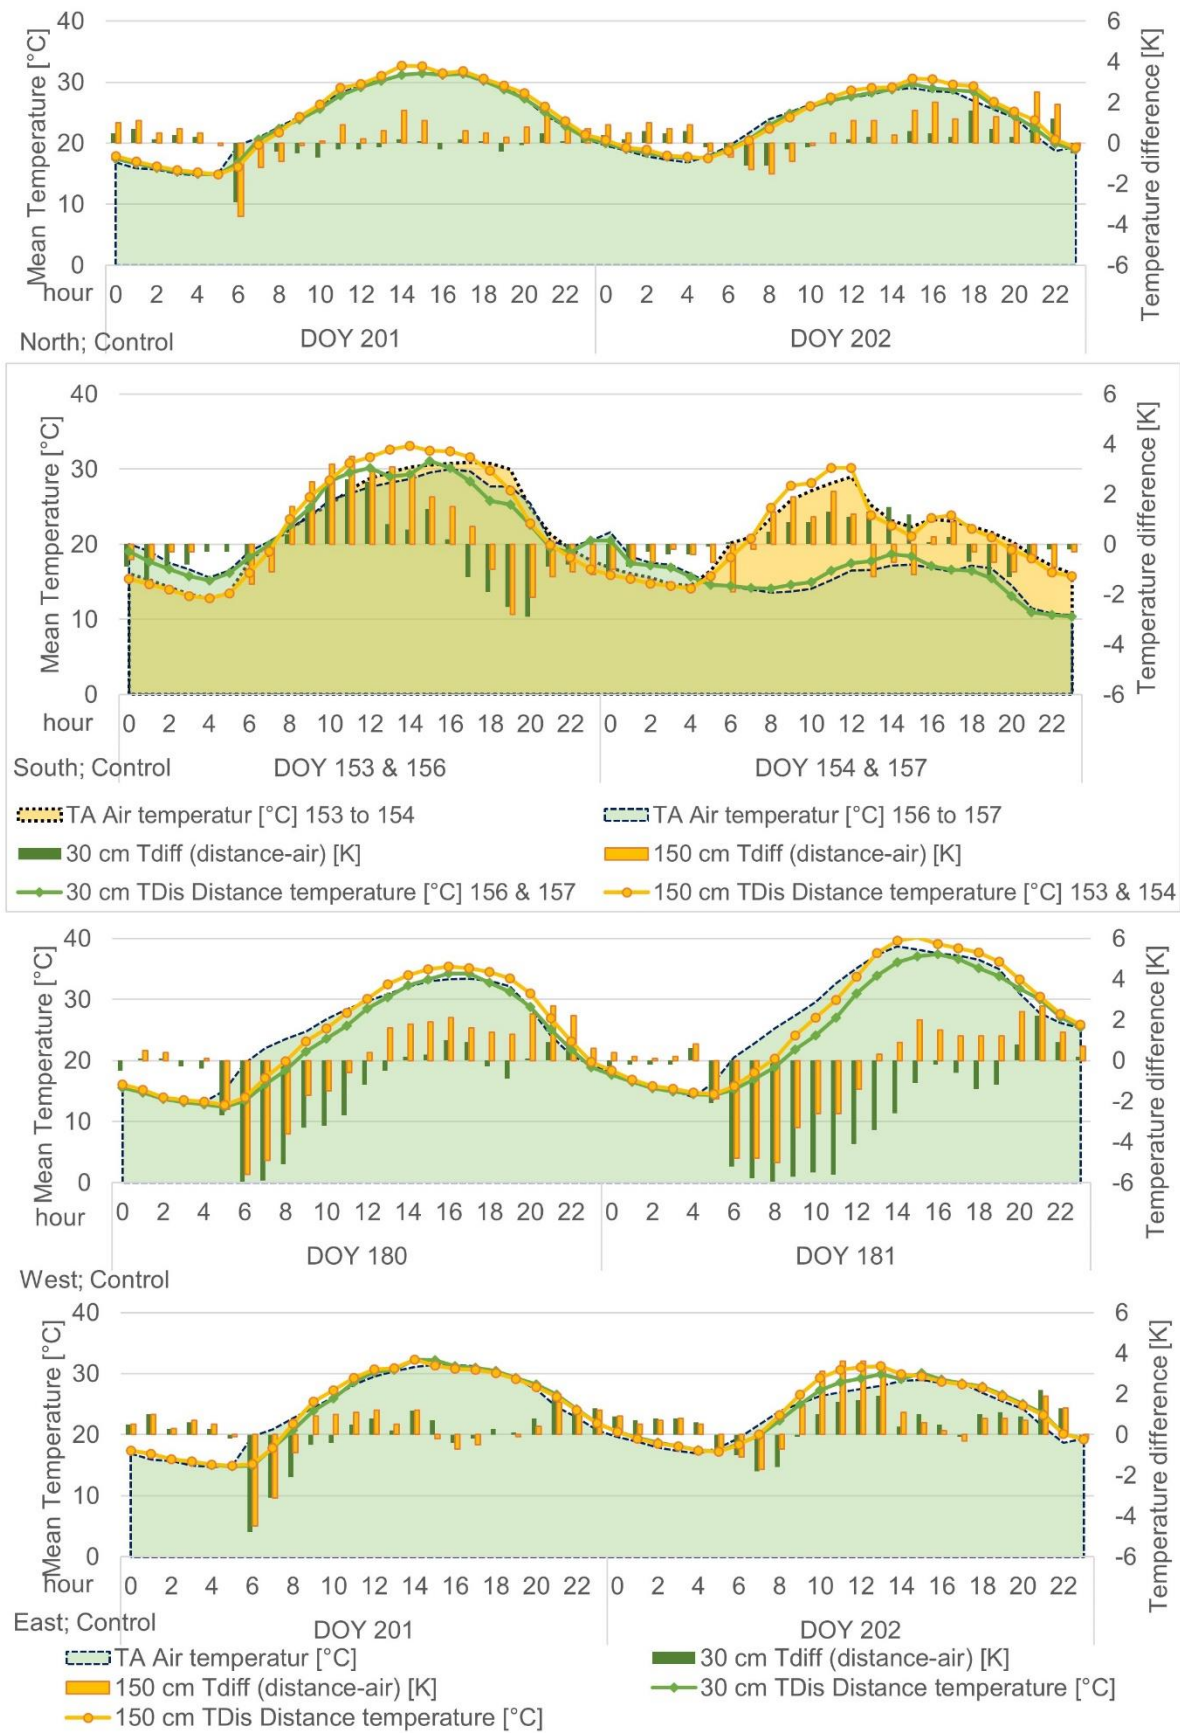 Mean Temperature [°C]
40
30
20
10
0
6
4
2
0
-2
-4
-6
Temperature difference [K]
hour
0 2 4 6 8 10 12 14 16 18 20 22 0 2 4 6 8 10 12 14 16 18 20 22
DOY 201 DOY 202
North; Control
Mean Temperature [°C]
40
30
20
10
0
6
4
2
0
-2
-4
-6
Temperature difference [K]
hour
0 2 4 6 8 10 12 14 16 18 20 22 0 2 4 6 8 10 12 14 16 18 20 22
South; Control DOY 153 & 156 DOY 154 & 157
TA Air temperatur [°C] 153 to 154 TA Air temperatur [°C] 156 to 157
30 cm Tdiff (distance-air) [K] 150 cm Tdiff (distance-air) [K]
30 cm TDis Distance temperature [°C] 156 & 157 150 cm TDis Distance temperature [°C] 153 & 154
Mean Temperature [°C]
40
30
20
10
0
6
4
2
0
-2
-4
-6
Temperature difference [K]
hour
0 2 4 6 8 10 12 14 16 18 20 22 0 2 4 6 8 10 12 14 16 18 20 22
DOY 180 DOY 181
West; Control
Mean Temperature [°C]
40
30
20
10
0
6
4
2
0
-2
-4
-6
Temperature difference [K]
hour
0 2 4 6 8 10 12 14 16 18 20 22 0 2 4 6 8 10 12 14 16 18 20 22
East; Control
DOY 201 DOY 202
TA Air temperatur [°C] 30 cm Tdiff (distance-air) [K]
150 cm Tdiff (distance-air) [K] 30 cm TDis Distance temperature [°C]
150 cm TDis Distance temperature [°C]